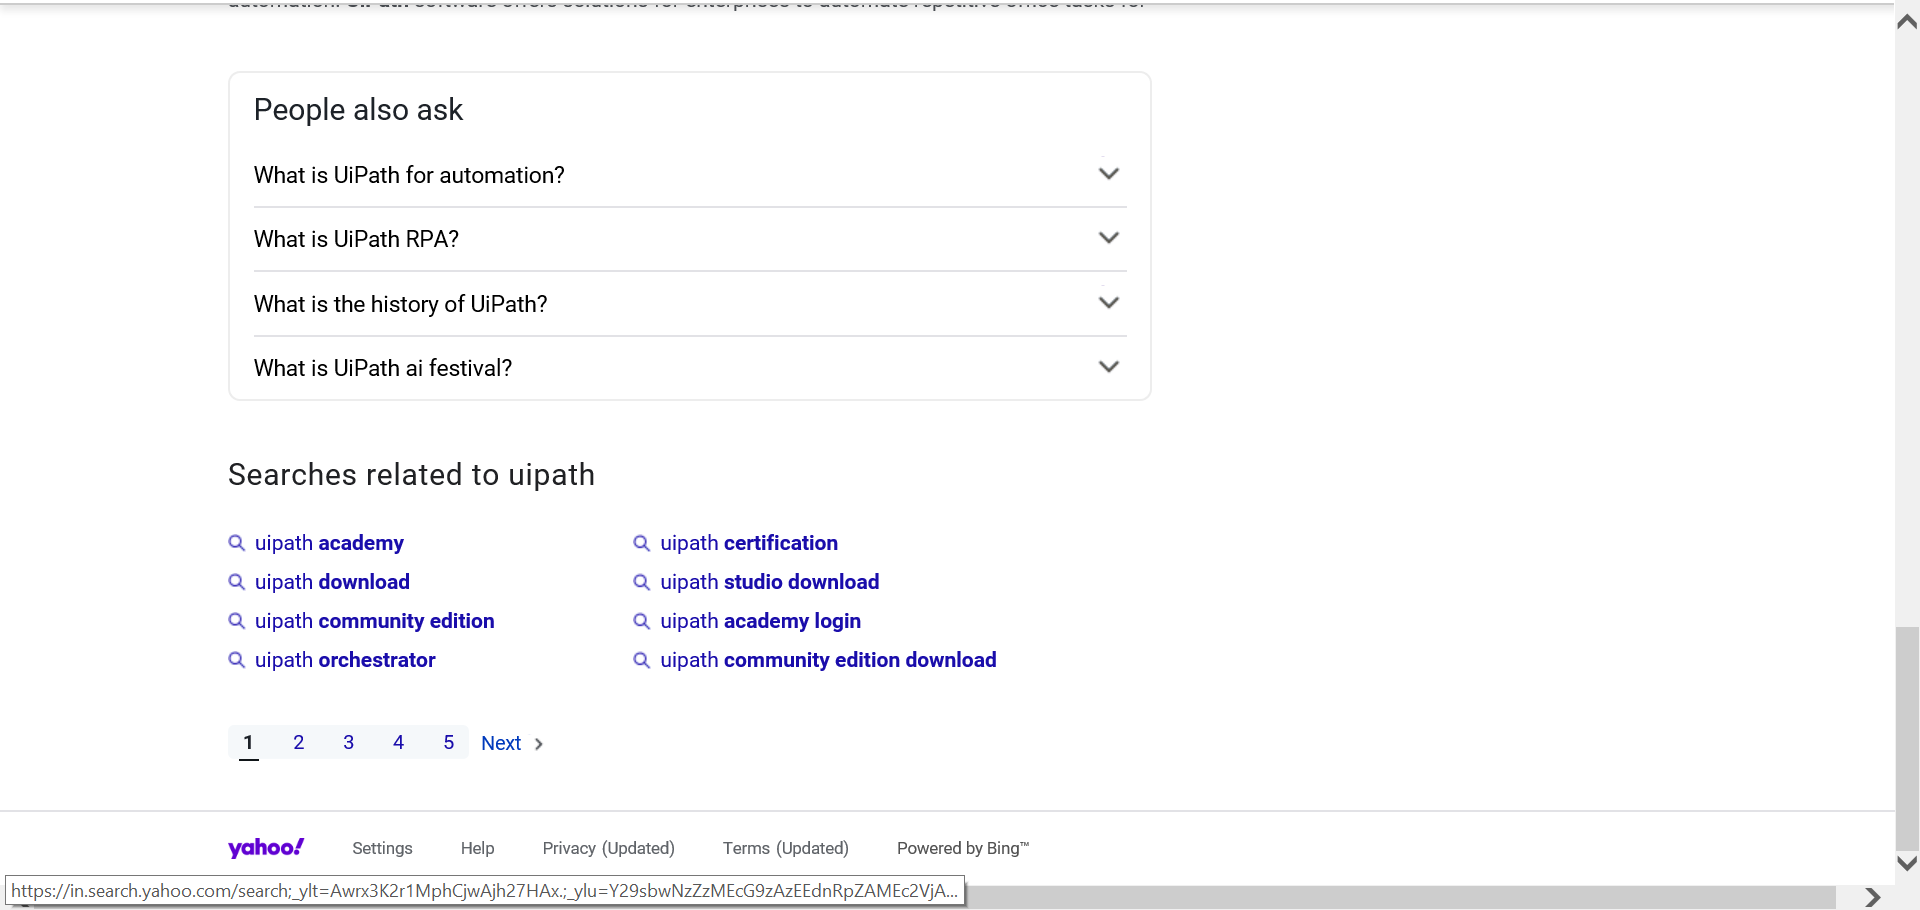 People also ask
What is UiPath for automation?
What is UiPath RPA?
What is the history of UiPath?
What is UiPath ai festival?
Searches related to uipath
uipath academy
uipath download
uipath community edition
uipath orchestrator
uipath certification
uipath studio download
uipath academy login
uipath community edition download
1 2 3 4 5 Next
yahoo! Settings Help Privacy (Updated) Terms (Updated) Powered by Bing™
https://in.search.yahoo.com/search;_ylt=Awrx3K2r1MphCjwAjh27HAx.;_ylu=Y29sbwNzZzMEcG9zAzEEdnRpZAMEc2VjA...